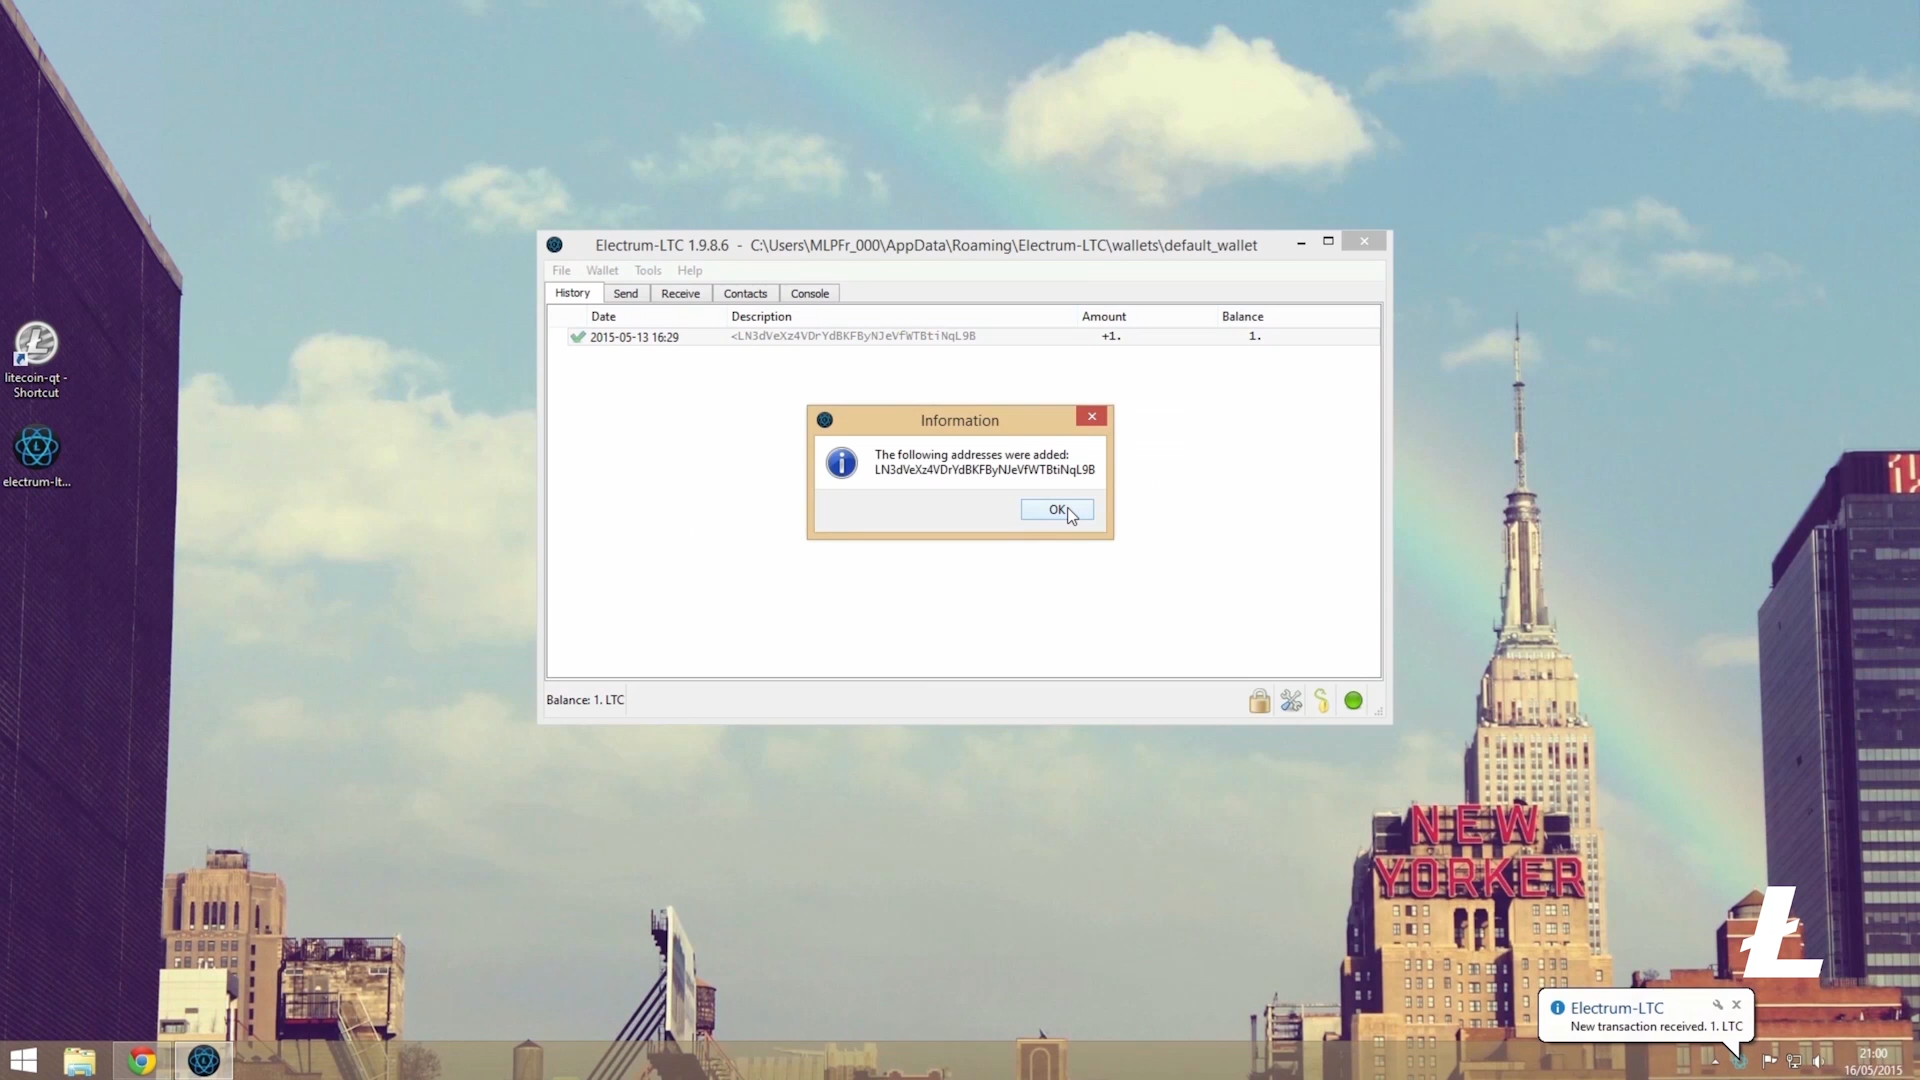 Electrum-LTC 1.9.8.6 - C:\Users\MLPFr_000\AppData\Roaming\Electrum-LTC\wallets\default_wallet
File Wallet Tools Help
History Send Receive Contacts Console
Date Description Amount Balance
2015-05-13 16:29 <LN3dVeXz4VDrYdBKFByNJeVfWTBtiNqL9B +1. 1.
litecoin-qt -
Shortcut
electrum-lt...
Information
The following addresses were added:
LN3dVeXz4VDrYdBKFByNJeVfWTBtiNqL9B
OK
Balance: 1. LTC
NEW
YORKER
Electrum-LTC
New transaction received. 1. LTC
21:00
16/05/2015